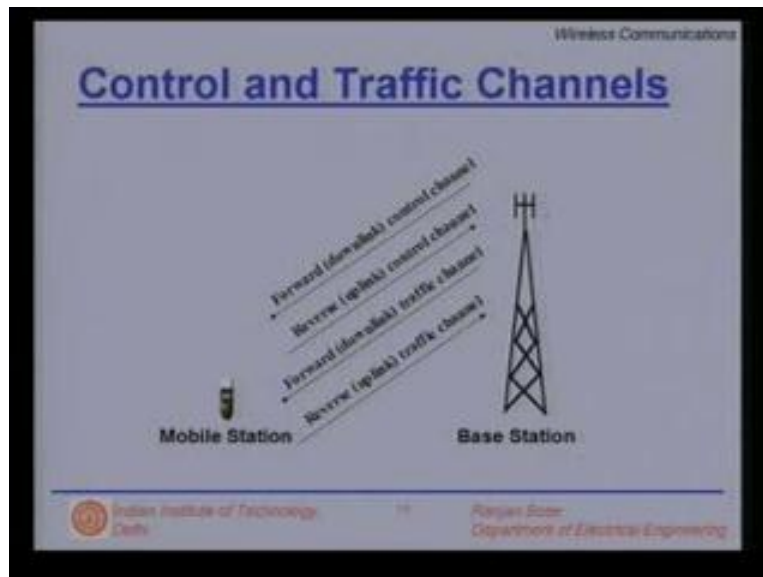 Wireless Communications
Control and Traffic Channels
Forward (downlink) control channel
Reverse (uplink) control channel
Forward (downlink) traffic channel
Reverse (uplink) traffic channel
Mobile Station
Base Station
Indian Institute of Technology,
Delhi
Ranjan Bose
Department of Electrical Engineering